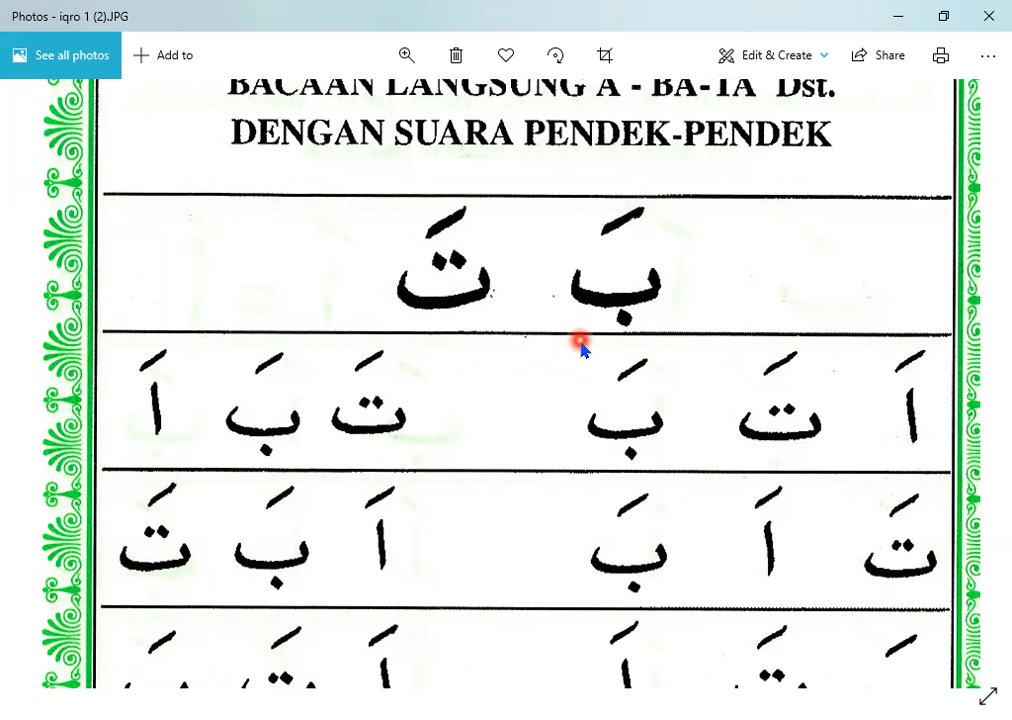 Photos - iqro 1 (2).JPG
See all photos
Add to
Edit & Create
Share
BACAAN LANGSUNG A - BA-TA Dst.
DENGAN SUARA PENDEK-PENDEK
بَ تَ
اَ تَ بَ تَ بَ اَ
تَ اَ بَ اَ بَ تَ